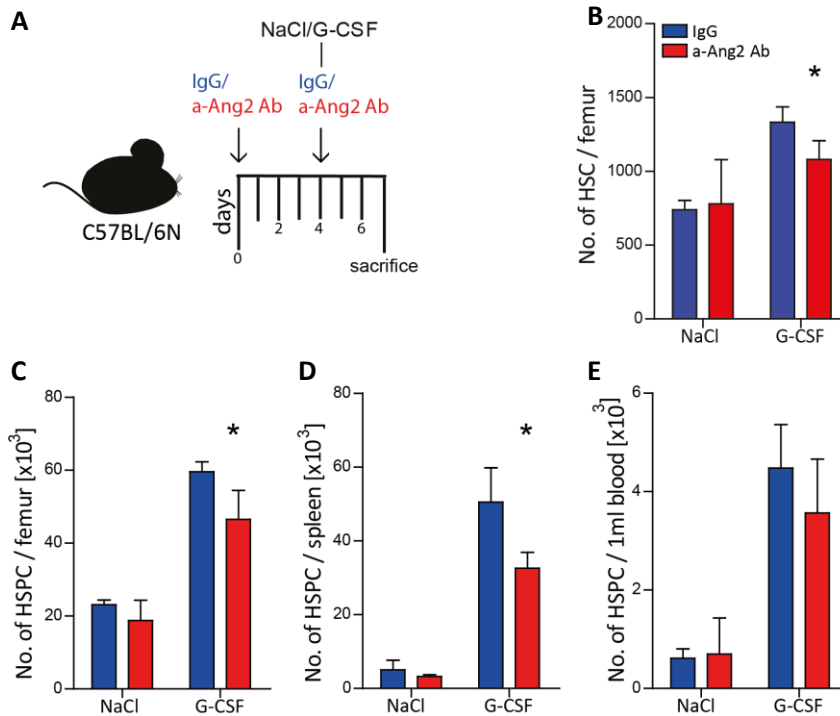 A
NaCl/G-CSF
IgG/ IgG/
a-Ang2 Ab a-Ang2 Ab
C57BL/6N
days
0 2 4 6
sacrifice
B
No. of HSC / femur
2000
1500
1000
500
0
IgG
a-Ang2 Ab
*
NaCl G-CSF
C
No. of HSPC / femur [x10³]
80
60
40
20
0
*
NaCl G-CSF
D
No. of HSPC / spleen [x10³]
80
60
40
20
0
*
NaCl G-CSF
E
No. of HSPC / 1ml blood [x10³]
6
4
2
0
NaCl G-CSF